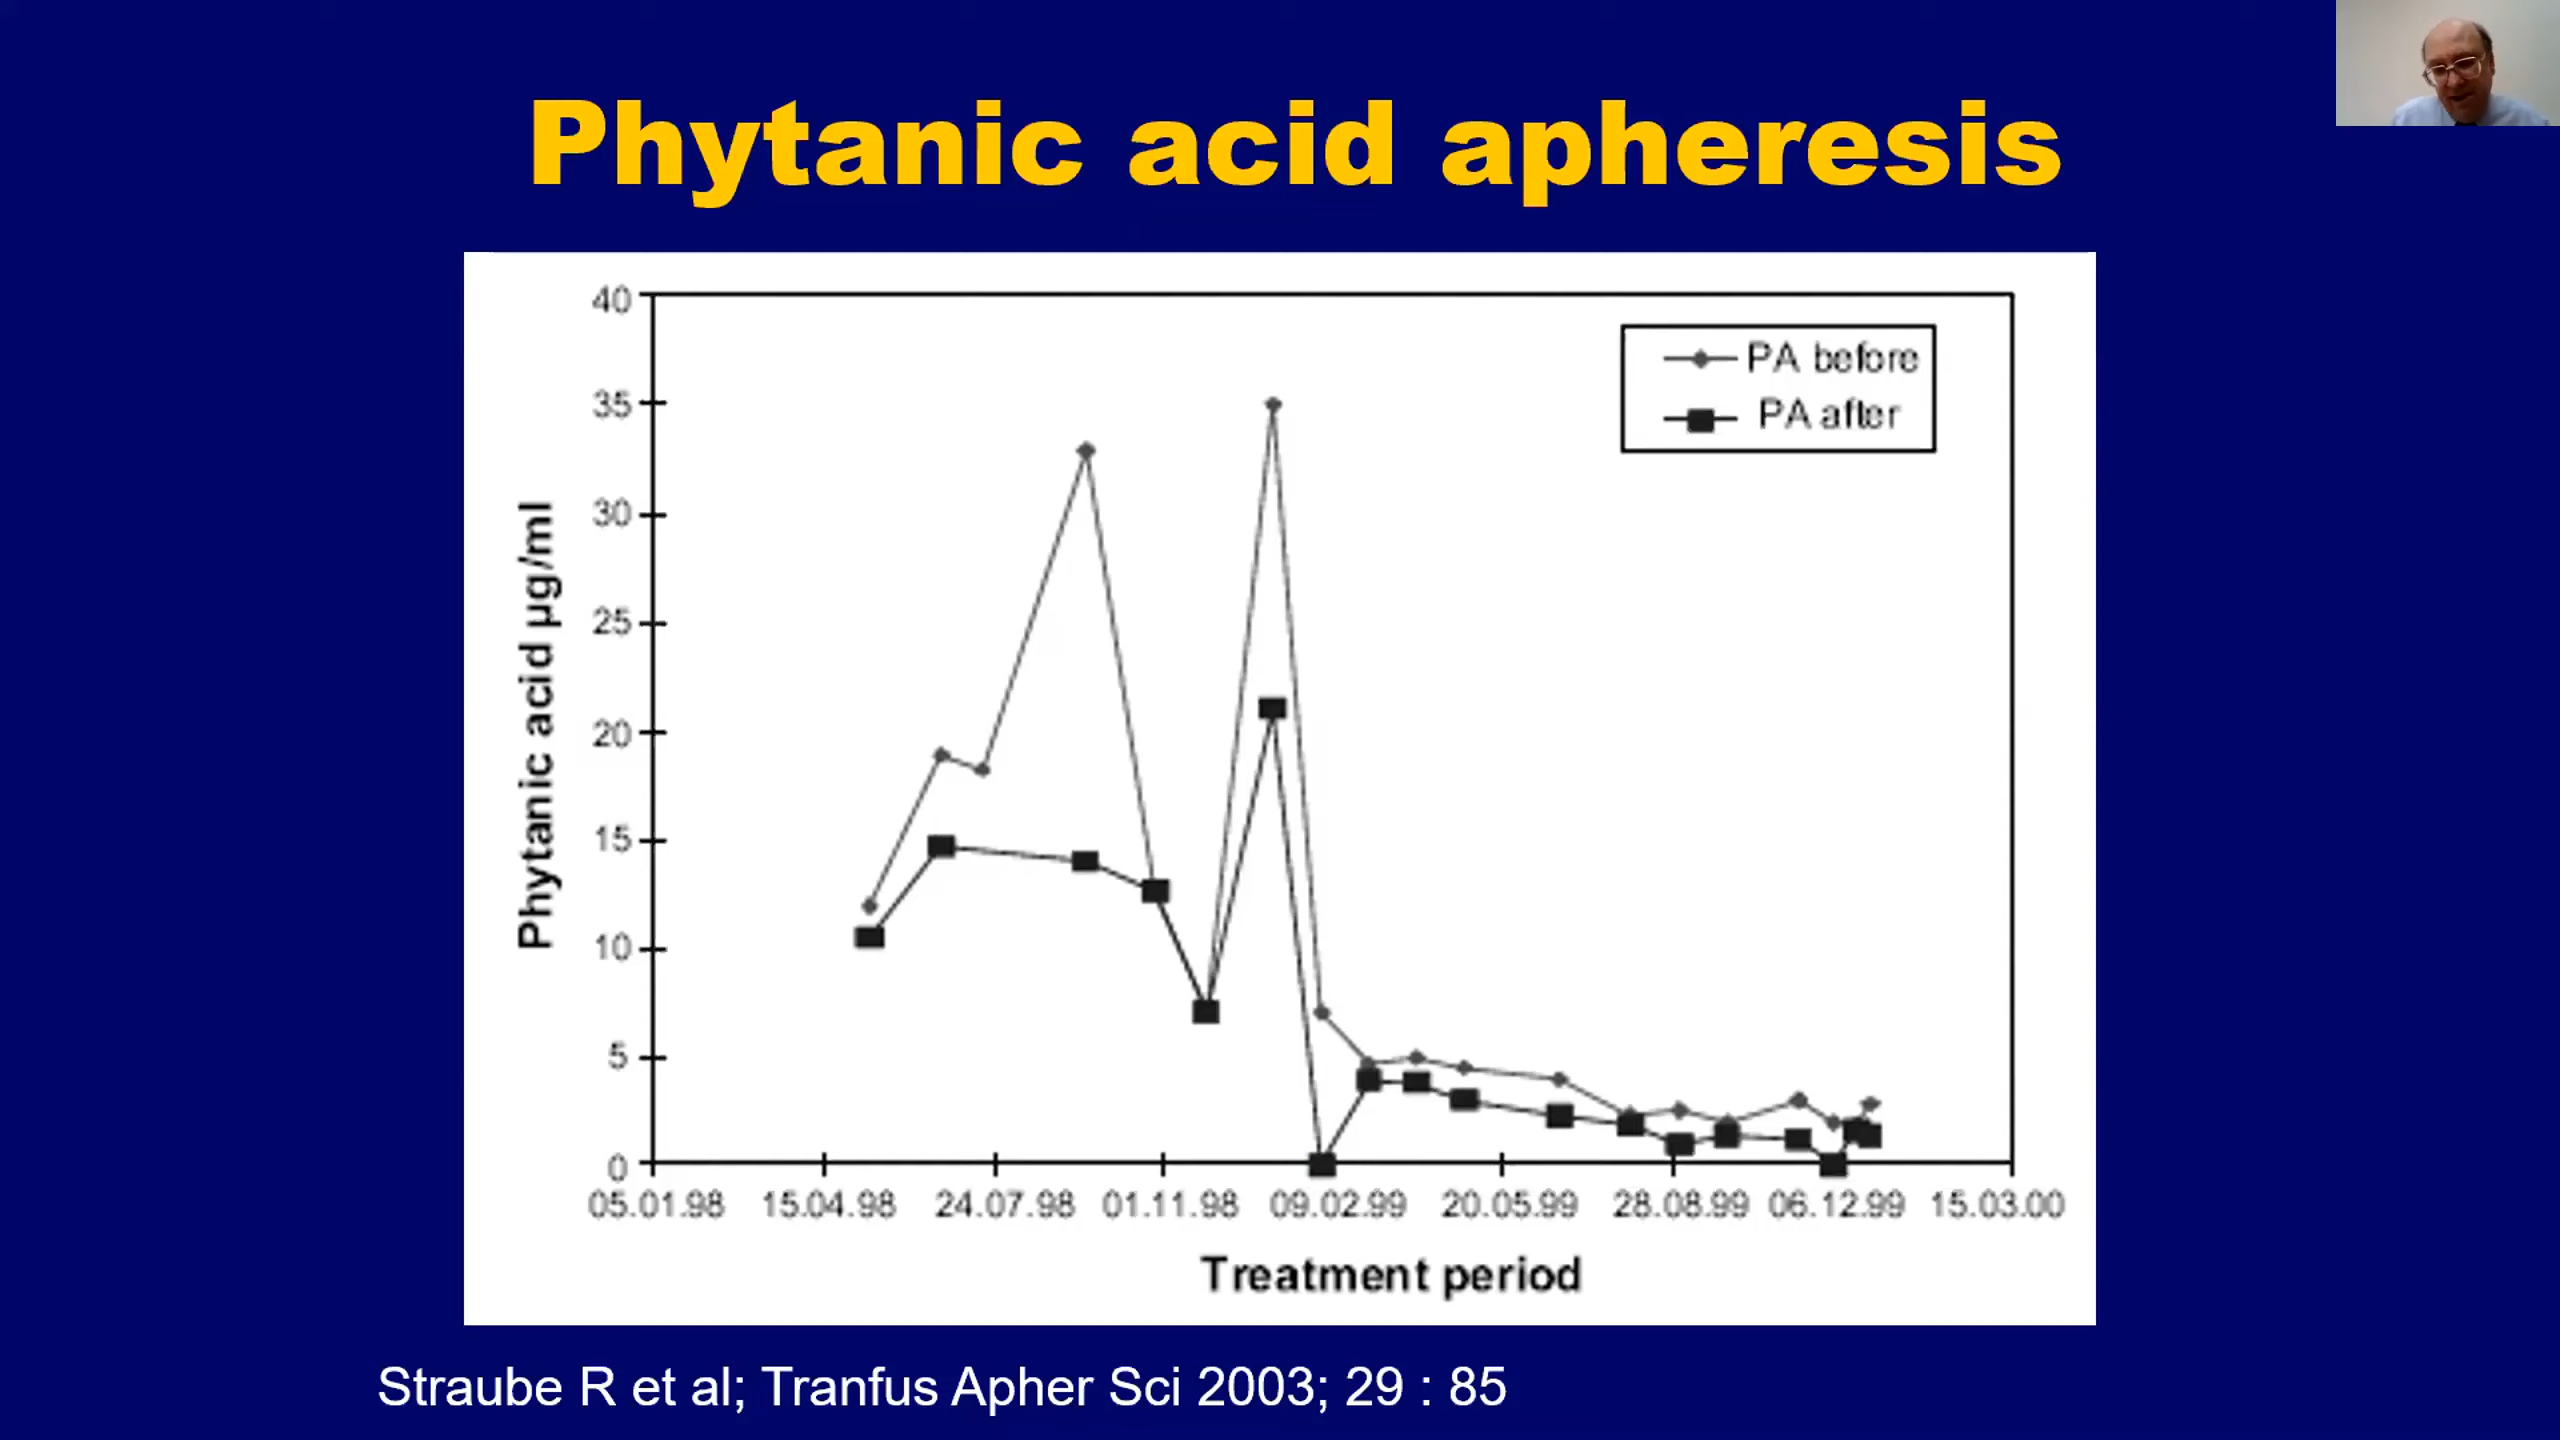 Phytanic acid apheresis
40
35
30
25
20
15
10
5
0
Phytanic acid µg/ml
PA before
PA after
05.01.98 15.04.98 24.07.98 01.11.98 09.02.99 20.05.99 28.08.99 06.12.99 15.03.00
Treatment period
Straube R et al; Tranfus Apher Sci 2003; 29 : 85